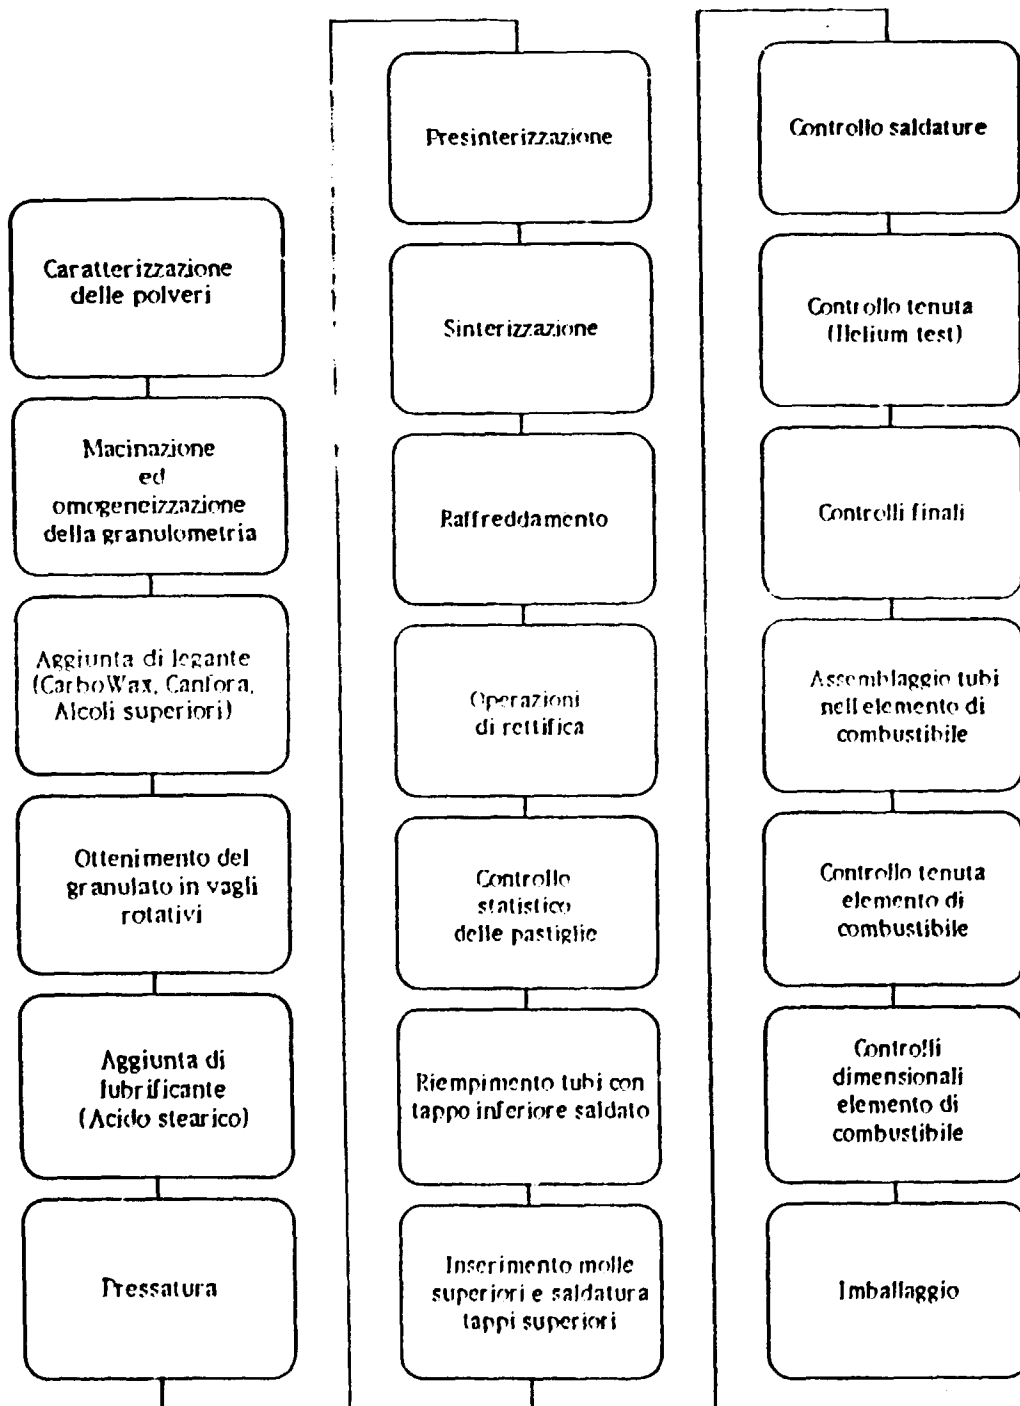 Caratterizzazione
delle polveri
Macinazione
ed
omogeneizzazione
della granulometria
Aggiunta di legante
(CarboWax, Canfora,
Alcoli superiori)
Ottenimento del
granulato in vagli
rotativi
Aggiunta di
lubrificante
(Acido stearico)
Pressatura
Presinterizzazione
Sinterizzazione
Raffreddamento
Operazioni
di rettifica
Controllo
statistico
delle pastiglie
Riempimento tubi con
tappo inferiore saldato
Inserimento molle
superiori e saldatura
tappi superiori
Controllo saldature
Controllo tenuta
(Helium test)
Controlli finali
Assemblaggio tubi
nell elemento di
combustibile
Controllo tenuta
elemento di
combustibile
Controlli
dimensionali
elemento di
combustibile
Imballaggio